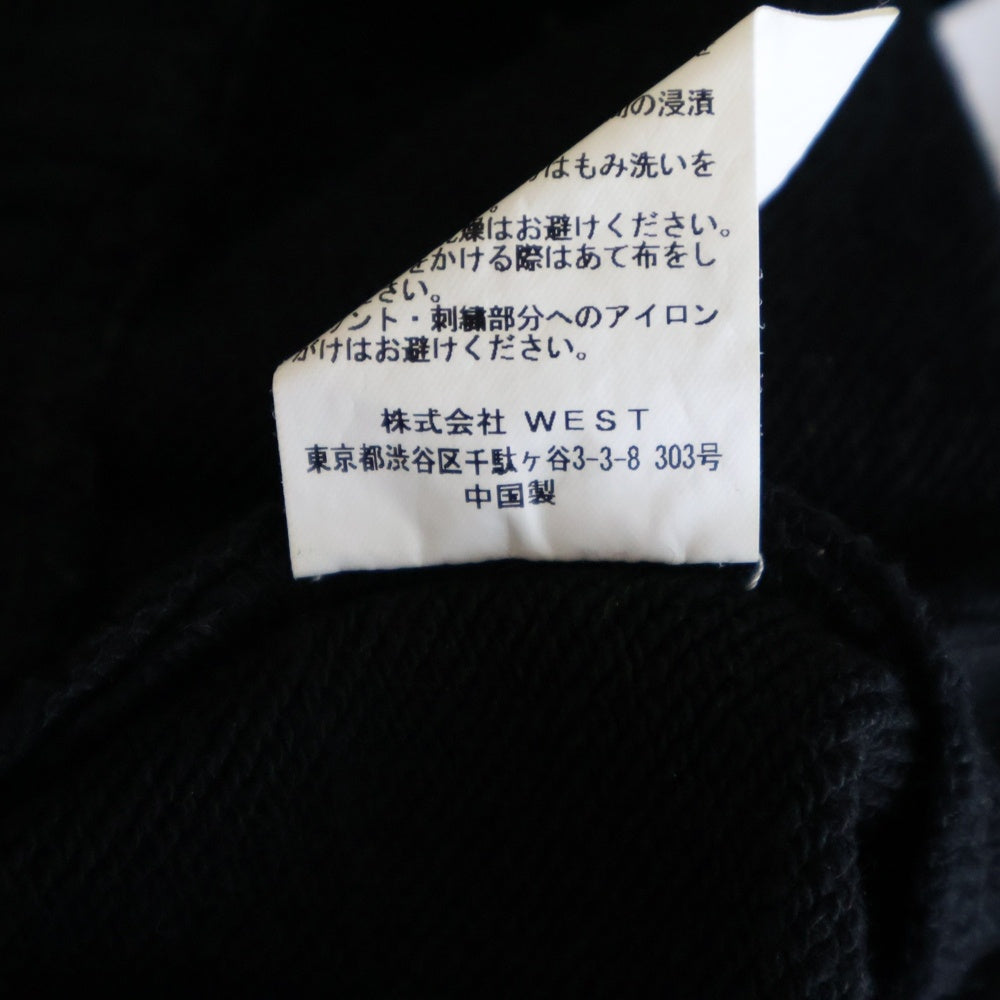 の浸漬
はもみ洗いを
燥はお避けください。
をかける際はあて布をし
さい。
ント・刺繍部分へのアイロン
がけはお避けください。
株式会社 WEST
東京都渋谷区千駄ヶ谷3-3-8 303号
中国製